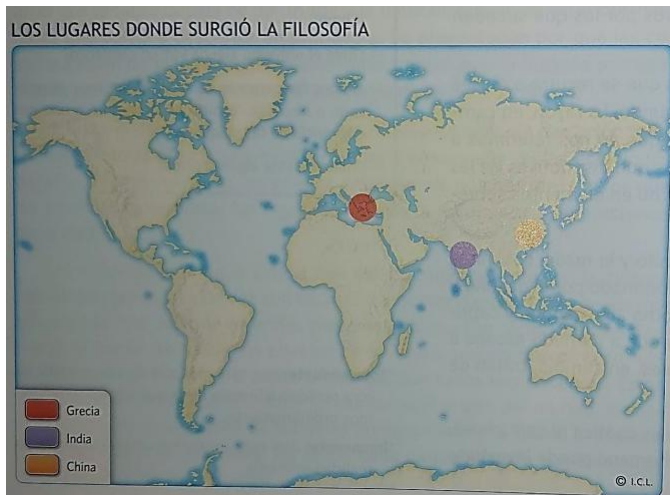 LOS LUGARES DONDE SURGIÓ LA FILOSOFÍA
Grecia
India
China
© I.C.L.